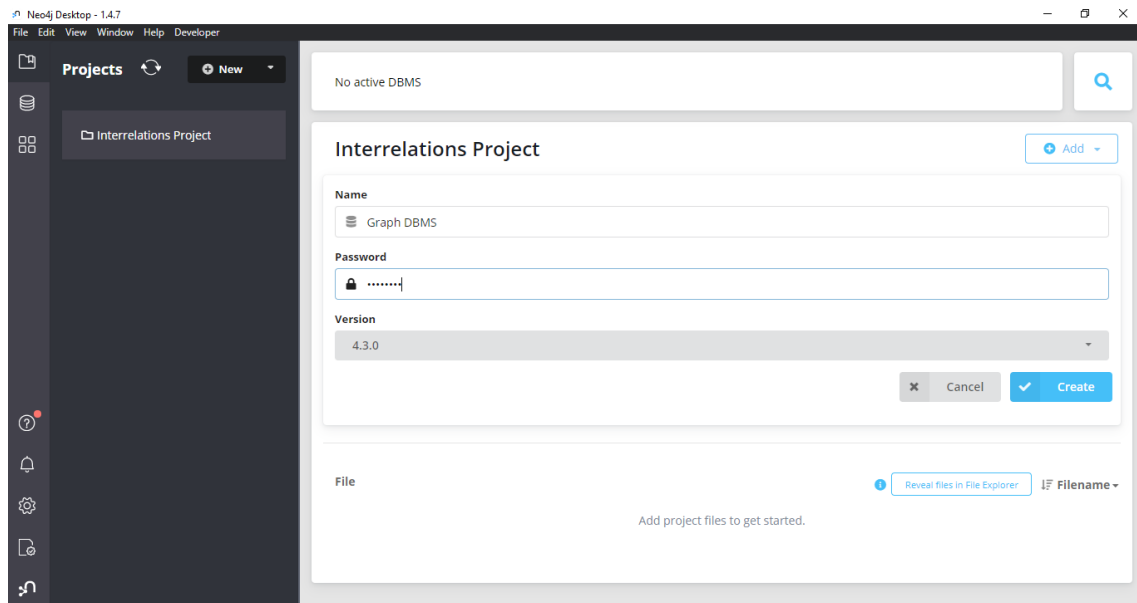 Neo4j Desktop - 1.4.7
File Edit View Window Help Developer
Projects
New
Interrelations Project
No active DBMS
Interrelations Project
Add
Name
Graph DBMS
Password
••••••••
Version
4.3.0
Cancel
Create
File
Reveal files in File Explorer
Filename
Add project files to get started.